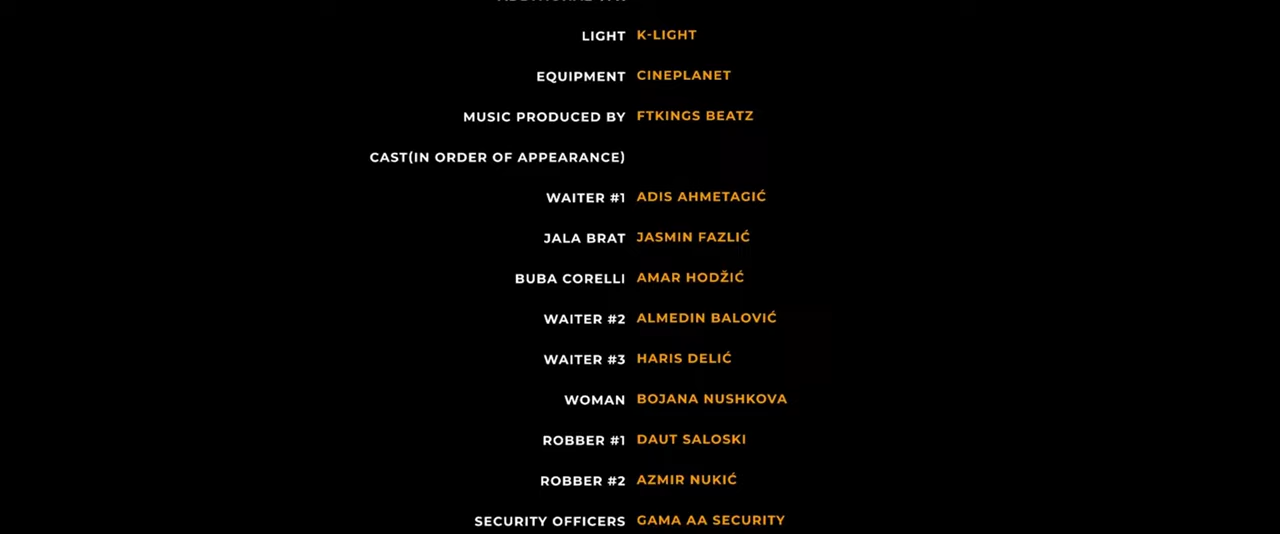 LIGHT K-LIGHT
EQUIPMENT CINEPLANET
MUSIC PRODUCED BY FTKINGS BEATZ
CAST(IN ORDER OF APPEARANCE)
WAITER #1 ADIS AHMETAGIĆ
JALA BRAT JASMIN FAZLIĆ
BUBA CORELLI AMAR HODŽIĆ
WAITER #2 ALMEDIN BALOVIĆ
WAITER #3 HARIS DELIĆ
WOMAN BOJANA NUSHKOVA
ROBBER #1 DAUT SALOSKI
ROBBER #2 AZMIR NUKIĆ
SECURITY OFFICERS GAMA AA SECURITY